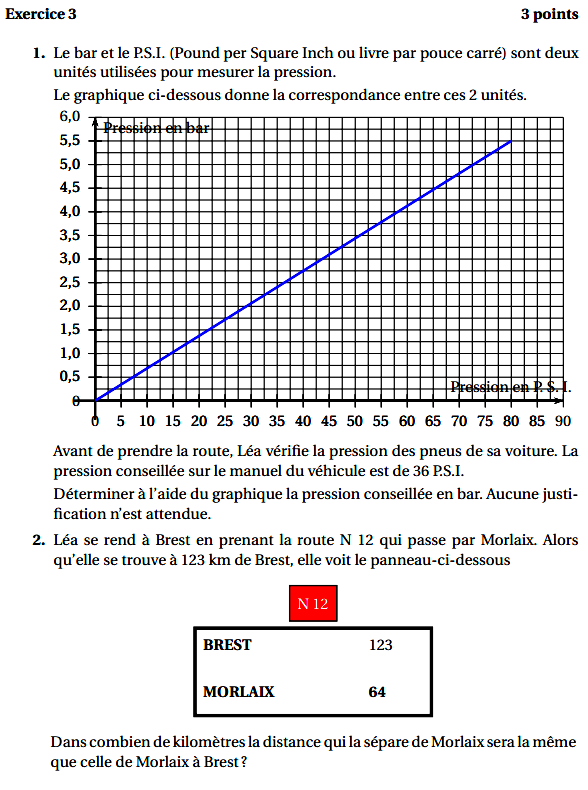 Exercice 3 3 points
1. Le bar et le P.S.I. (Pound per Square Inch ou livre par pouce carré) sont deux
unités utilisées pour mesurer la pression.
Le graphique ci-dessous donne la correspondance entre ces 2 unités.
6,0
Pression en bar
5,5
5,0
4,5
4,0
3,5
3,0
2,5
2,0
1,5
1,0
0,5
Pression en P. S. I.
0
0 5 10 15 20 25 30 35 40 45 50 55 60 65 70 75 80 85 90
Avant de prendre la route, Léa vérifie la pression des pneus de sa voiture. La
pression conseillée sur le manuel du véhicule est de 36 P.S.I.
Déterminer à l'aide du graphique la pression conseillée en bar. Aucune justi-
fication n'est attendue.
2. Léa se rend à Brest en prenant la route N 12 qui passe par Morlaix. Alors
qu'elle se trouve à 123 km de Brest, elle voit le panneau-ci-dessous
N 12
BREST 123
MORLAIX 64
Dans combien de kilomètres la distance qui la sépare de Morlaix sera la même
que celle de Morlaix à Brest ?